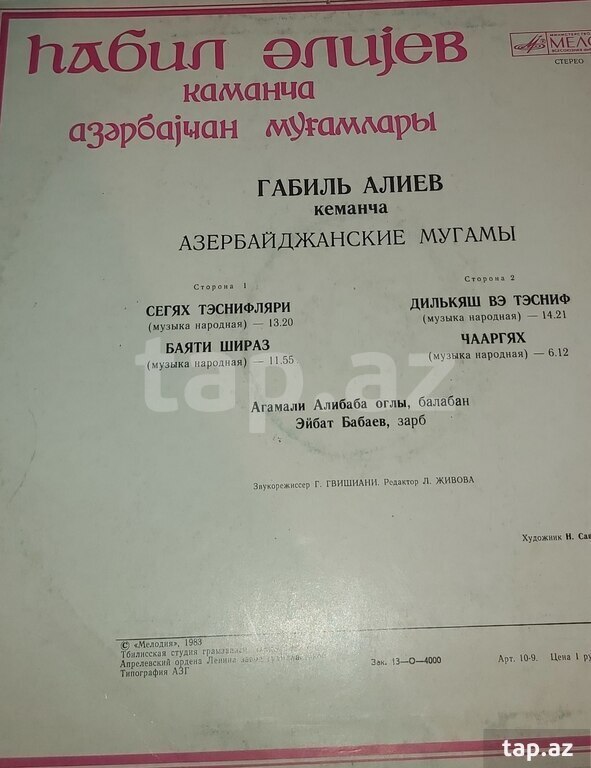 ҺАБИЛ ӘЛИЈЕВ
каманча
азәрбајҹан муғамлары
МЕЛО
СТЕРЕО
ГАБИЛЬ АЛИЕВ
кеманча
АЗЕРБАЙДЖАНСКИЕ МУГАМЫ
Сторона 1
СЕГЯХ ТЭСНИФЛЯРИ
(музыка народная) — 13.20
БАЯТИ ШИРАЗ
(музыка народная) — 11.55
Сторона 2
ДИЛЬКЯШ ВЭ ТЭСНИФ
(музыка народная) — 14.21
ЧААРГЯХ
(музыка народная) — 6.12
tap.az
Агамали Алибаба оглы, балабан
Эйбат Бабаев, зарб
Звукорежиссер Г. ГВИШИАНИ. Редактор Л. ЖИВОВА
Художник Н.
© «Мелодия», 1983
Тбилисская студия грамзаписи
Апрелевский ордена Ленина завод
Типография АЗГ
Зак. 13—О—4000
Арт. 10-9. Цена 1
tap.az